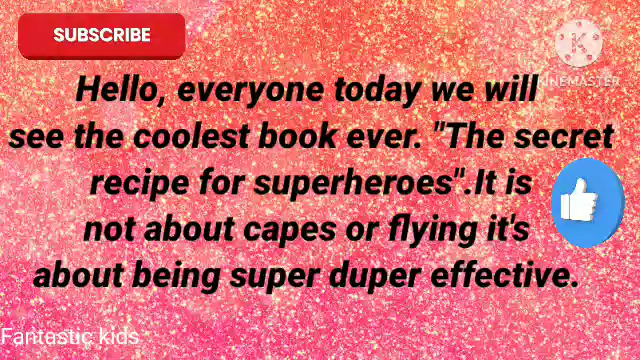 SUBSCRIBE
KINEMASTER
Hello, everyone today we will
see the coolest book ever. "The secret
recipe for superheroes".It is
not about capes or flying it's
about being super duper effective.
Fantastic kids